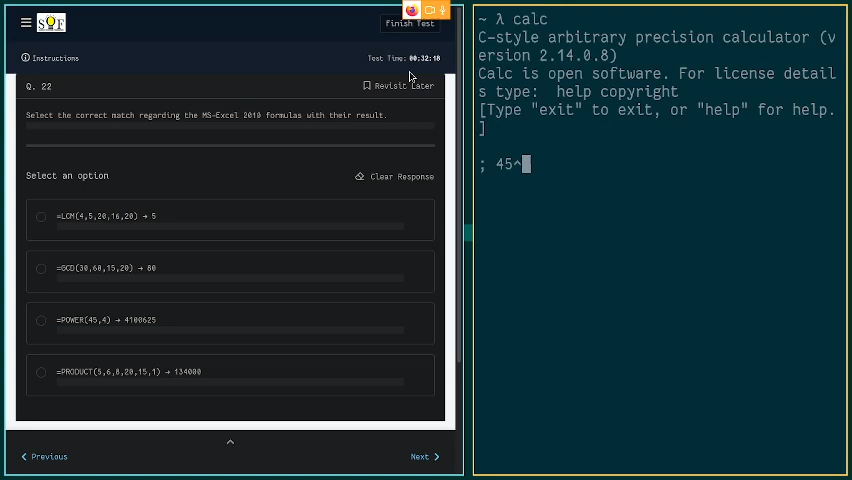 SOF
Finish Test
Instructions
Test Time: 00:32:18
Q. 22
Revisit Later
Select the correct match regarding the MS-Excel 2010 formulas with their result.
Select an option
Clear Response
=LCM(4,5,20,16,20) → 5
=GCD(30,60,15,20) → 80
=POWER(45,4) → 4100625
=PRODUCT(5,6,8,20,15,1) → 134000
Previous
Next
~ λ calc
C-style arbitrary precision calculator (v
ersion 2.14.0.8)
Calc is open software. For license detail
s type:  help copyright
[Type "exit" to exit, or "help" for help.
]
; 45^